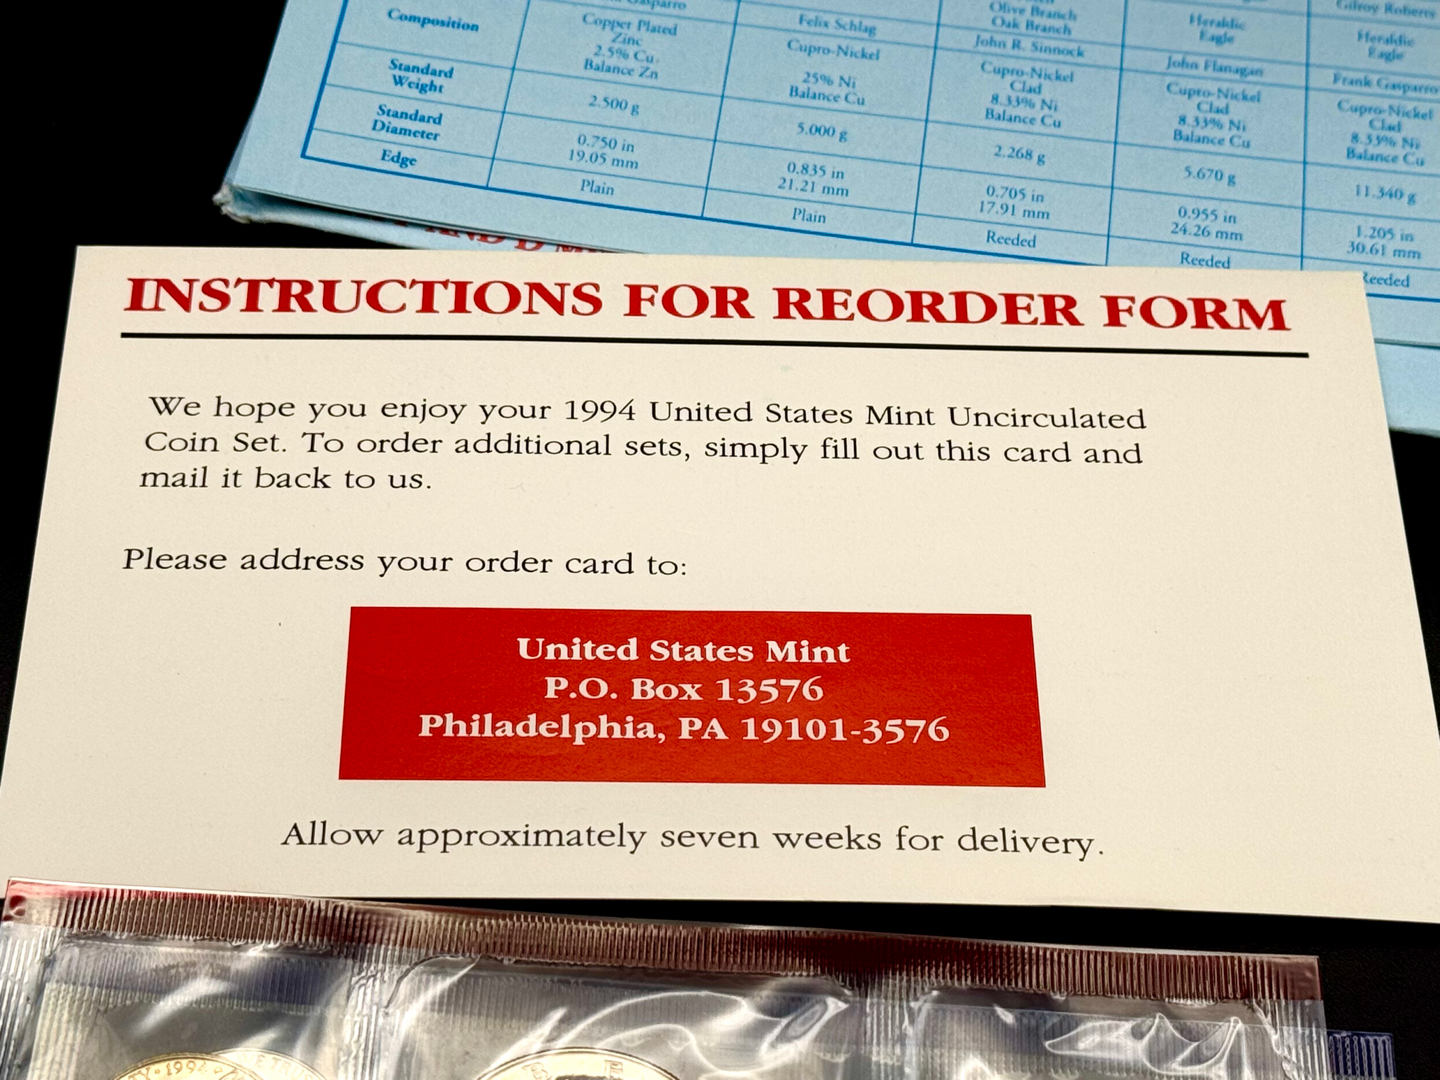 Gasparro
Felix Schlag
Olive Branch
Oak Branch
John R. Sinnock
Heraldic
Eagle
John Flanagan
Gilroy Roberts
Heraldic
Eagle
Frank Gasparro
Composition
Copper Plated
Zinc
2.5% Cu.
Balance Zn
Cupro-Nickel
25% Ni
Balance Cu
Cupro-Nickel
Clad
8.33% Ni
Balance Cu
Cupro-Nickel
Clad
8.33% Ni
Balance Cu
Cupro-Nickel
Clad
8.33% Ni
Balance Cu
Standard
Weight
2.500 g
5.000 g
2.268 g
5.670 g
11.340 g
Standard
Diameter
0.750 in
19.05 mm
0.835 in
21.21 mm
0.705 in
17.91 mm
0.955 in
24.26 mm
1.205 in
30.61 mm
Edge
Plain
Plain
Reeded
Reeded
Reeded
AND D
INSTRUCTIONS FOR REORDER FORM
We hope you enjoy your 1994 United States Mint Uncirculated
Coin Set. To order additional sets, simply fill out this card and
mail it back to us.
Please address your order card to:
United States Mint
P.O. Box 13576
Philadelphia, PA 19101-3576
Allow approximately seven weeks for delivery.
1994